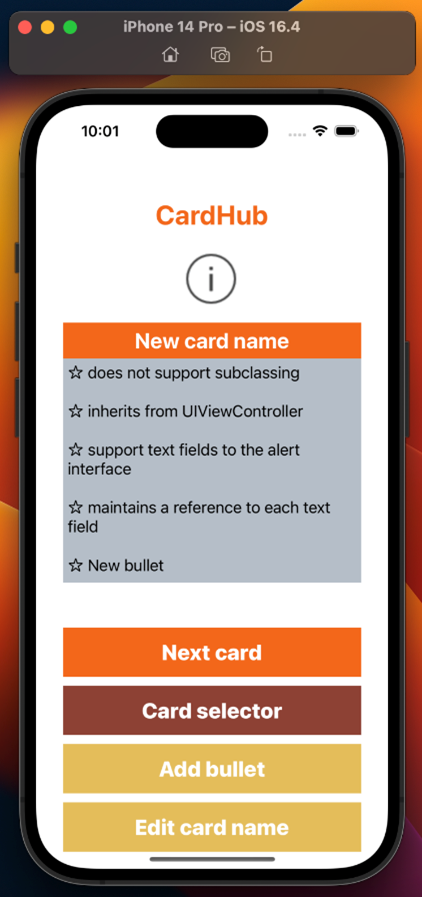 iPhone 14 Pro – iOS 16.4
10:01
CardHub
i
New card name
☆ does not support subclassing
☆ inherits from UIViewController
☆ support text fields to the alert
interface
☆ maintains a reference to each text
field
☆ New bullet
Next card
Card selector
Add bullet
Edit card name